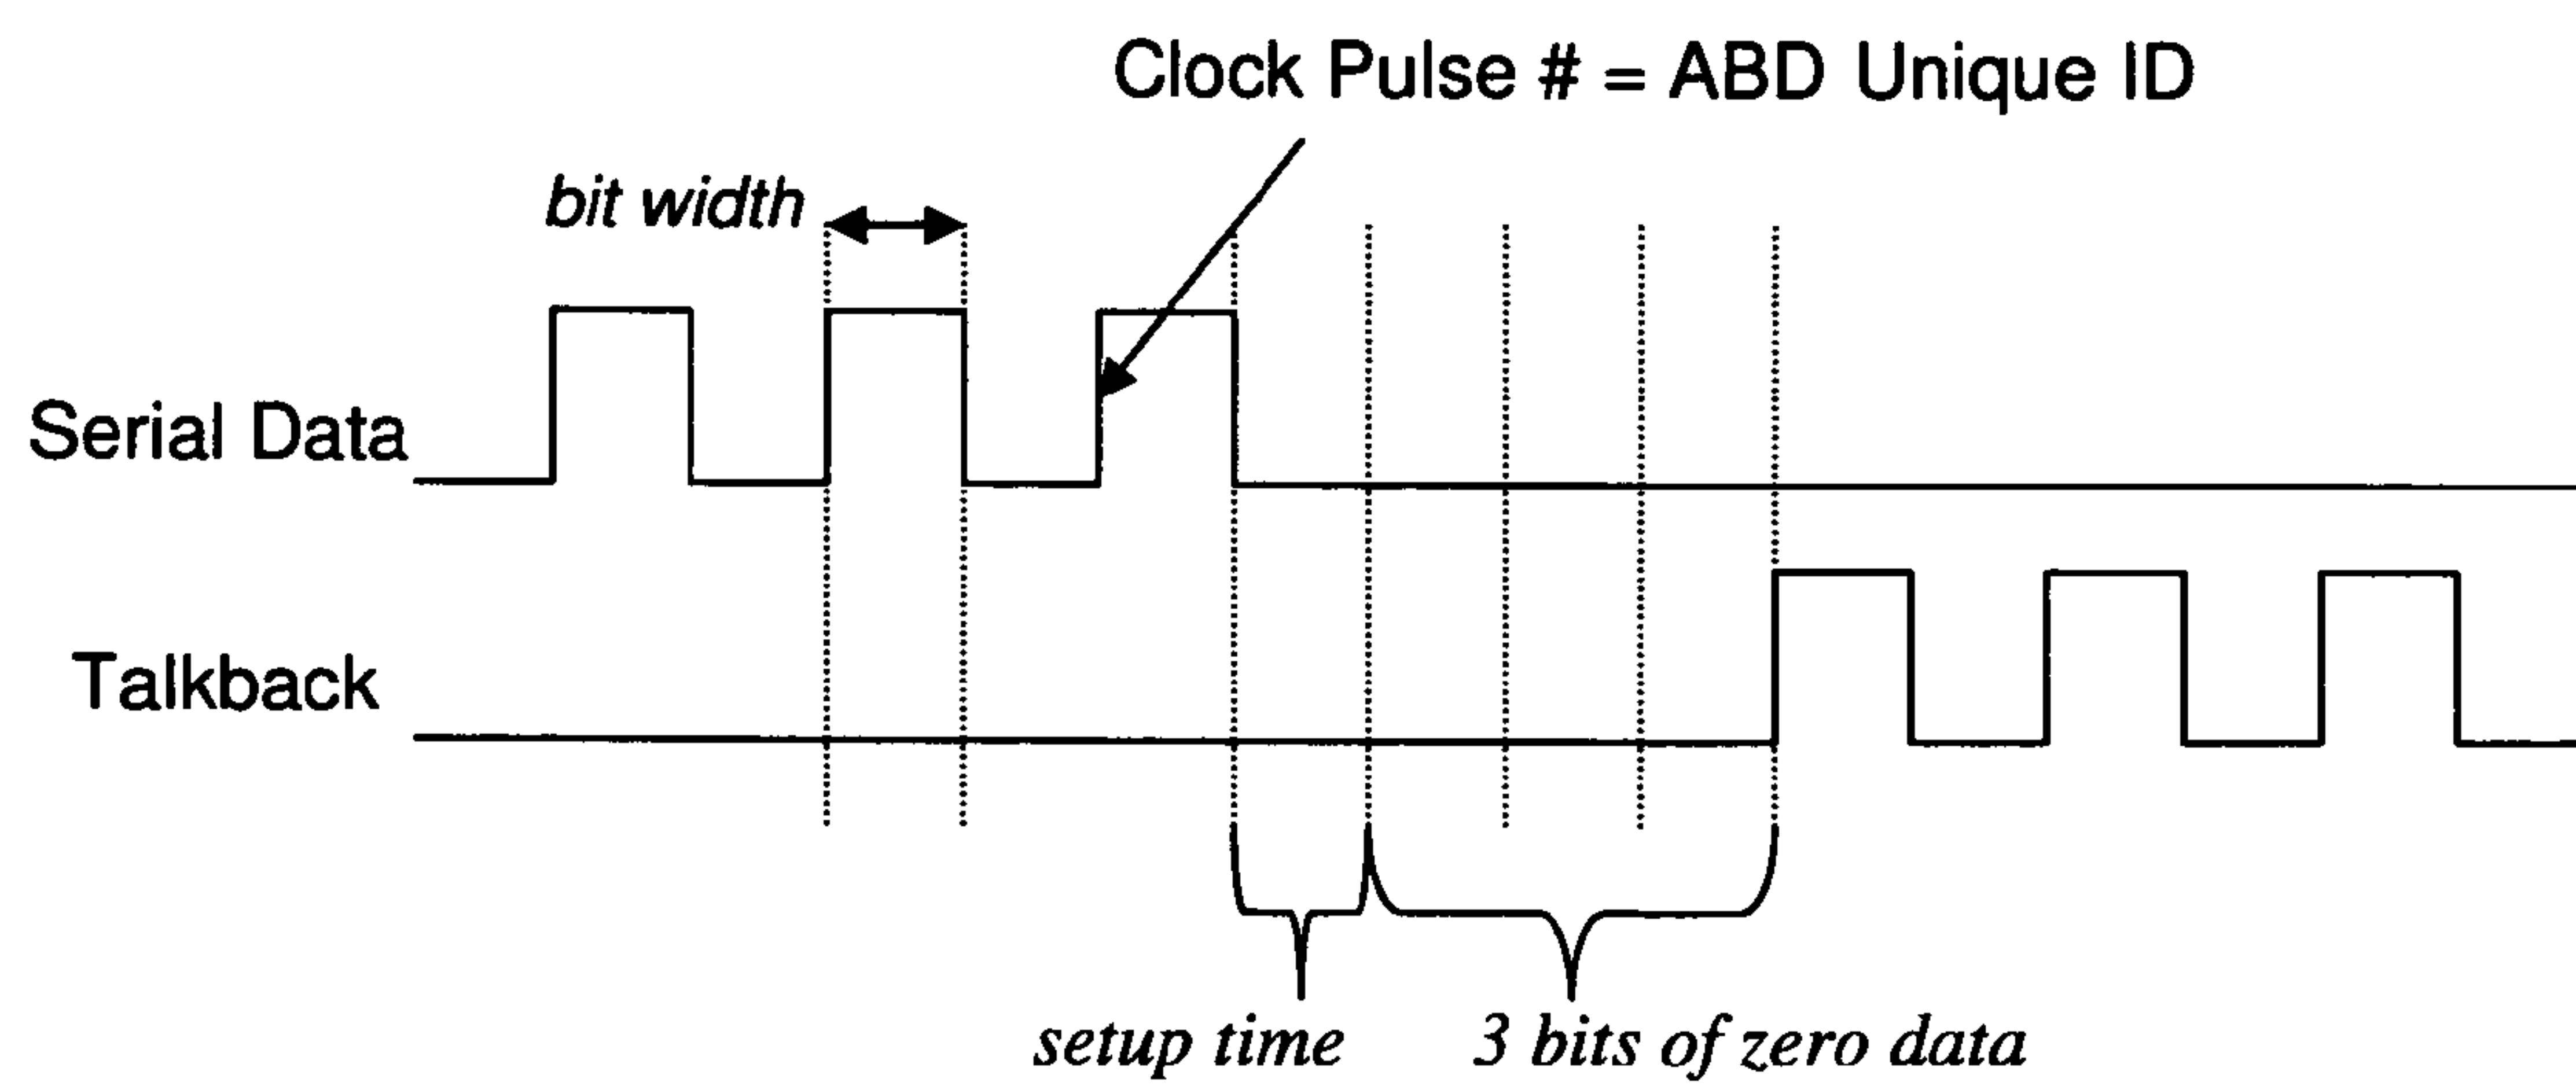 Clock Pulse # = ABD Unique ID
bit width
Serial Data
Talkback
setup time
3 bits of zero data